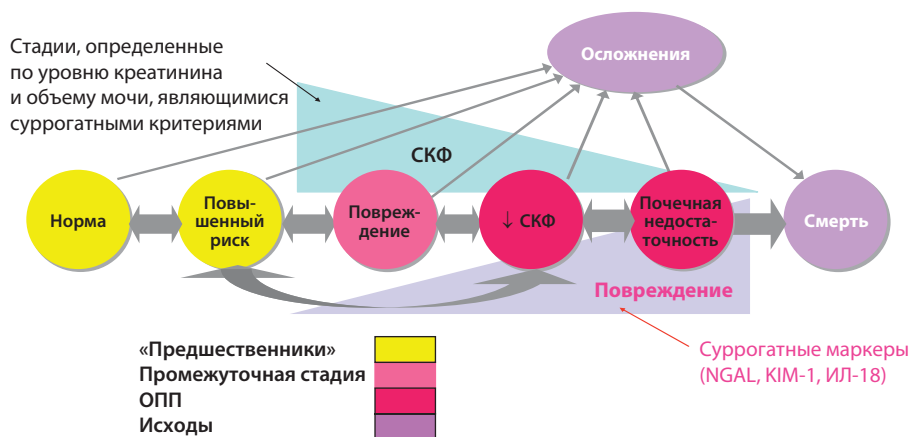 Стадии, определенные
по уровню креатинина
и объему мочи, являющимися
суррогатными критериями
Осложнения
СКФ
Норма
Повы-
шенный
риск
Повреж-
дение
↓ СКФ
Почечная
недоста-
точность
Смерть
Повреждение
Суррогатные маркеры
(NGAL, KIM-1, ИЛ-18)
«Предшественники»
Промежуточная стадия
ОПП
Исходы